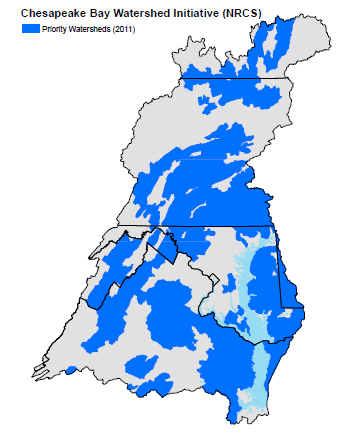 Chesapeake Bay Watershed Initiative (NRCS)
Priority Watersheds (2011)